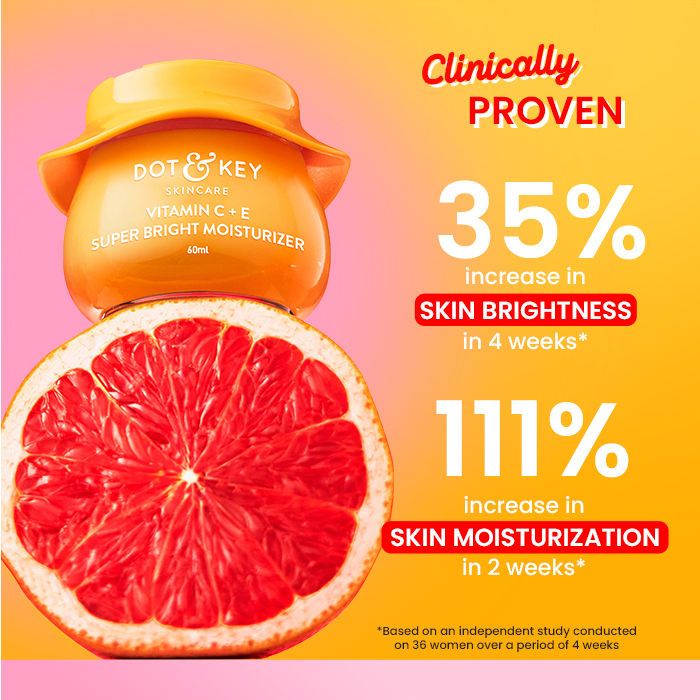 Clinically
PROVEN
DOT & KEY
SKINCARE
VITAMIN C + E
SUPER BRIGHT MOISTURIZER
60ml
35%
increase in
SKIN BRIGHTNESS
in 4 weeks*
111%
increase in
SKIN MOISTURIZATION
in 2 weeks*
*Based on an independent study conducted
on 36 women over a period of 4 weeks